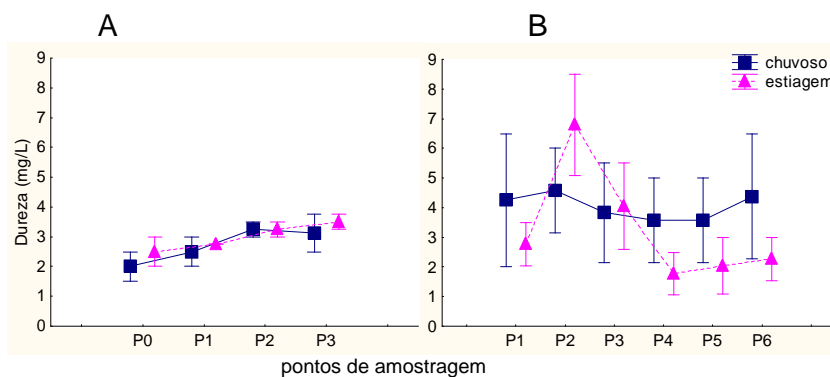 A
B
Dureza (mg/L)
9
8
7
6
5
4
3
2
1
0
P0 P1 P2 P3
9
8
7
6
5
4
3
2
1
0
P1 P2 P3 P4 P5 P6
chuvoso
estiagem
pontos de amostragem